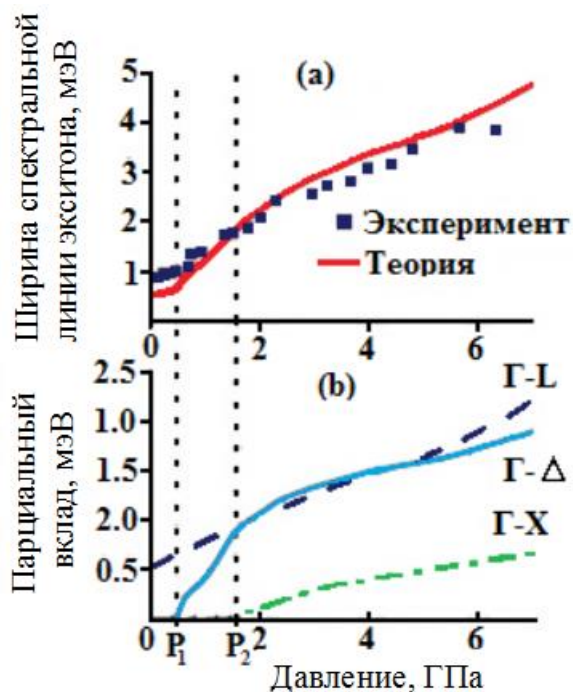 Ширина спектральной
линии экситона, мэВ
(a)
5
4
3
2
1
Эксперимент
Теория
0 2 4 6
Парциальный
вклад, мэВ
(b)
2.5
1.0
1.5
2.0
0.5
Γ-L
Γ-Δ
Γ-X
0 P1 P2 2 4 6
Давление, ГПа